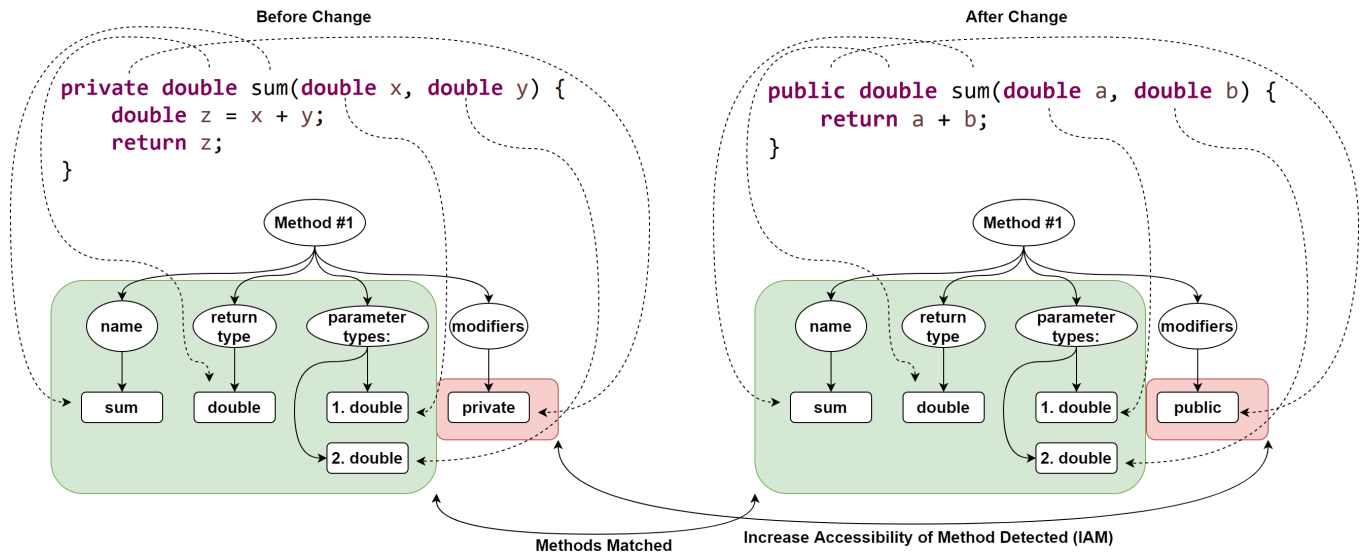 Before Change
private double sum(double x, double y) {
double z = x + y;
return z;
}
Method #1
name
return
type
parameter
types:
modifiers
sum
double
1. double
private
2. double
After Change
public double sum(double a, double b) {
return a + b;
}
Method #1
name
return
type
parameter
types:
modifiers
sum
double
1. double
public
2. double
Methods Matched
Increase Accessibility of Method Detected (IAM)